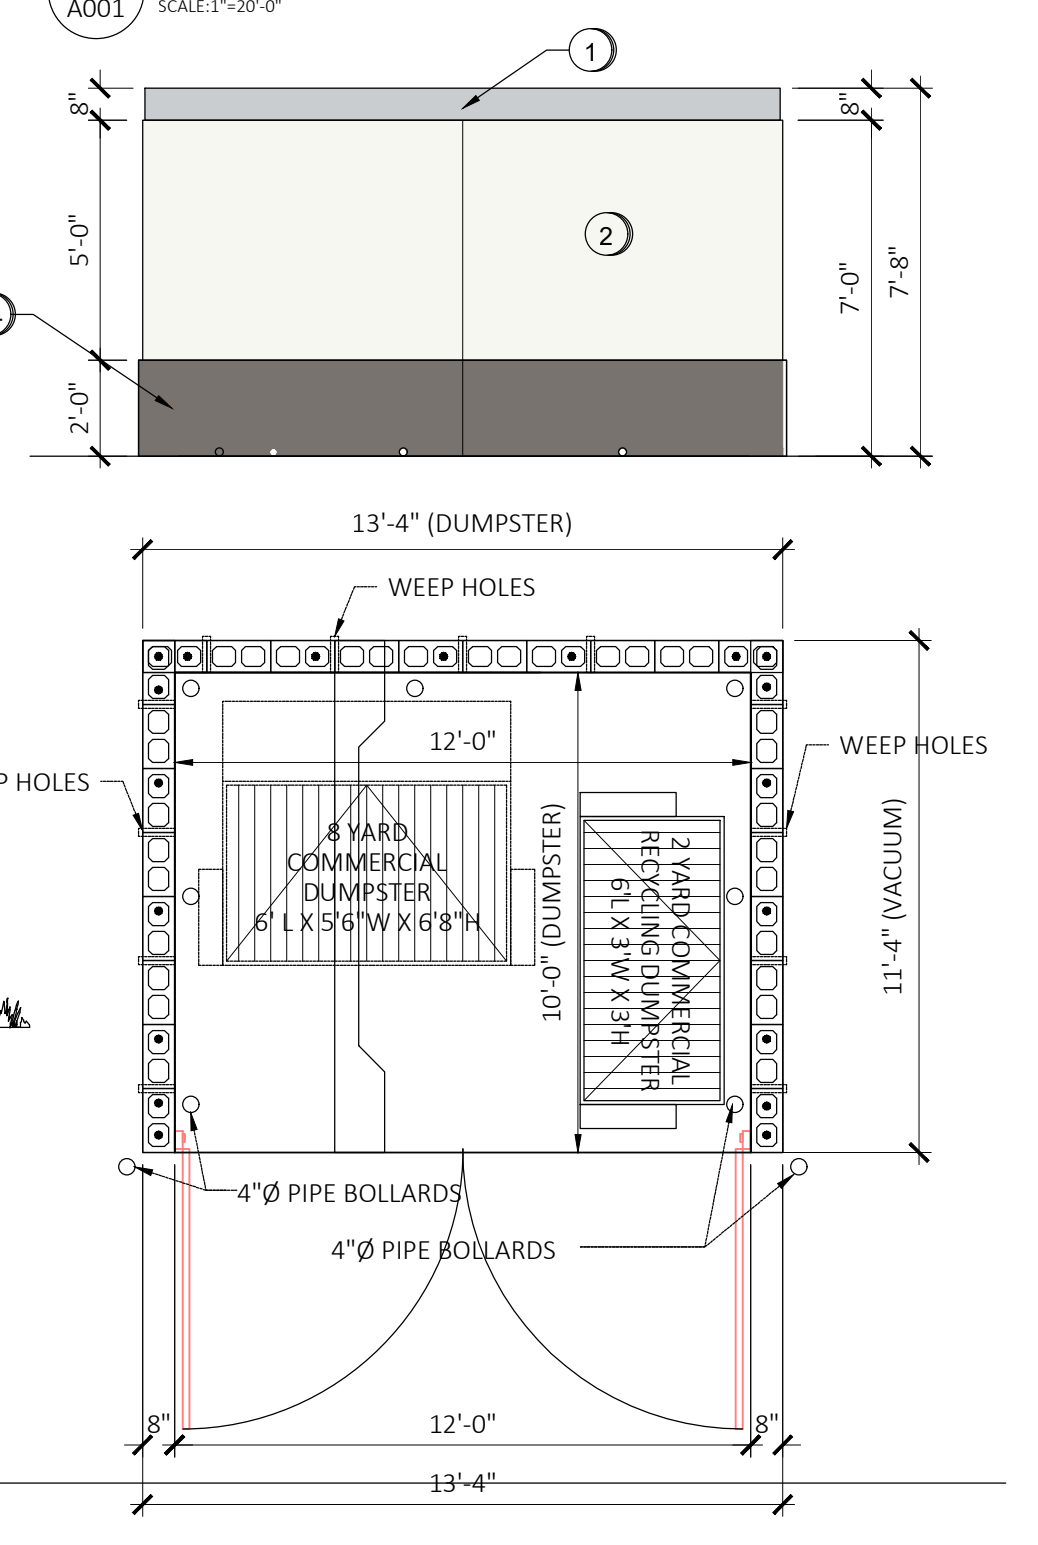 A001
SCALE:1"=20'-0"
1
8"
8"
5'-0"
2
7'-0"
7'-8"
2'-0"
13'-4" (DUMPSTER)
WEEP HOLES
12'-0"
WEEP HOLES
HOLES
8 YARD
COMMERCIAL
DUMPSTER
6' L X 5'6"W X 6'8"H
10'-0" (DUMPSTER)
2 YARD COMMERCIAL
RECYCLING DUMPSTER
6'L X 3'W X 3'H
11'-4" (VACUUM)
4"Ø PIPE BOLLARDS
4"Ø PIPE BOLLARDS
8"
12'-0"
8"
13'-4"